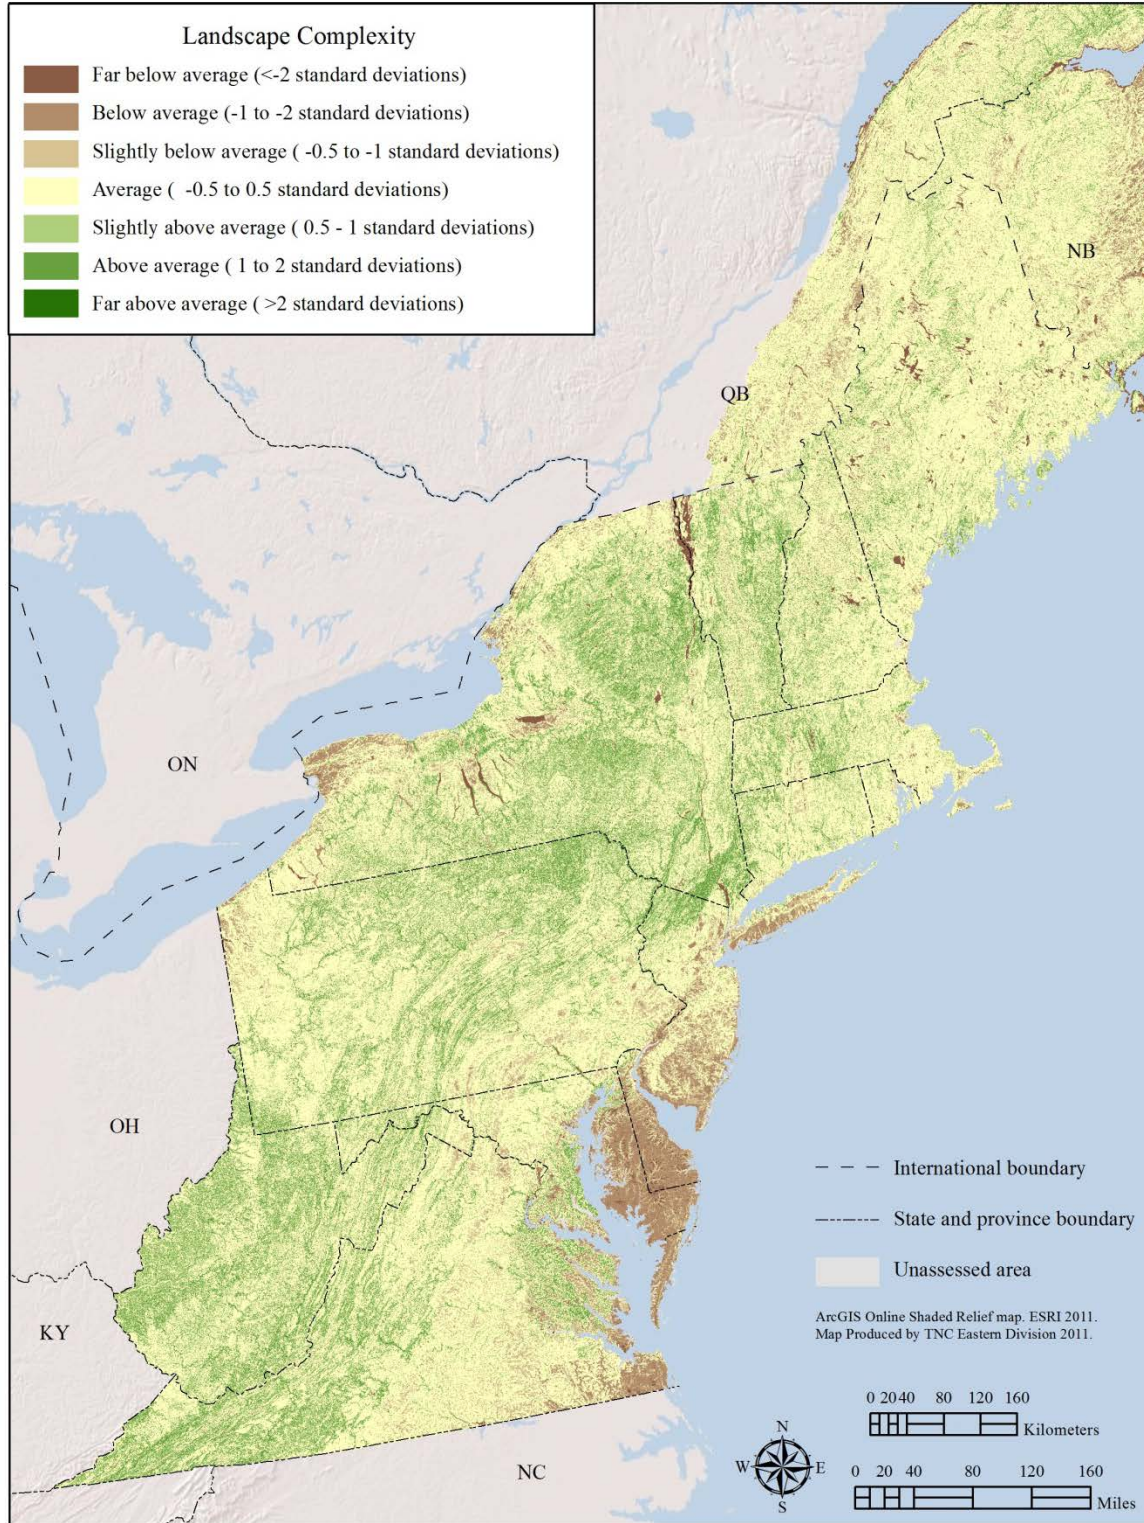 Landscape Complexity
Far below average (<-2 standard deviations)
Below average (-1 to -2 standard deviations)
Slightly below average ( -0.5 to -1 standard deviations)
Average (  -0.5 to 0.5 standard deviations)
Slightly above average ( 0.5 - 1 standard deviations)
Above average ( 1 to 2 standard deviations)
Far above average ( >2 standard deviations)
NB
QB
ON
OH
KY
NC
International boundary
State and province boundary
Unassessed area
ArcGIS Online Shaded Relief map. ESRI 2011.
Map Produced by TNC Eastern Division 2011.
0 20 40 80 120 160
Kilometers
N
W E
S
0 20 40 80 120 160
Miles